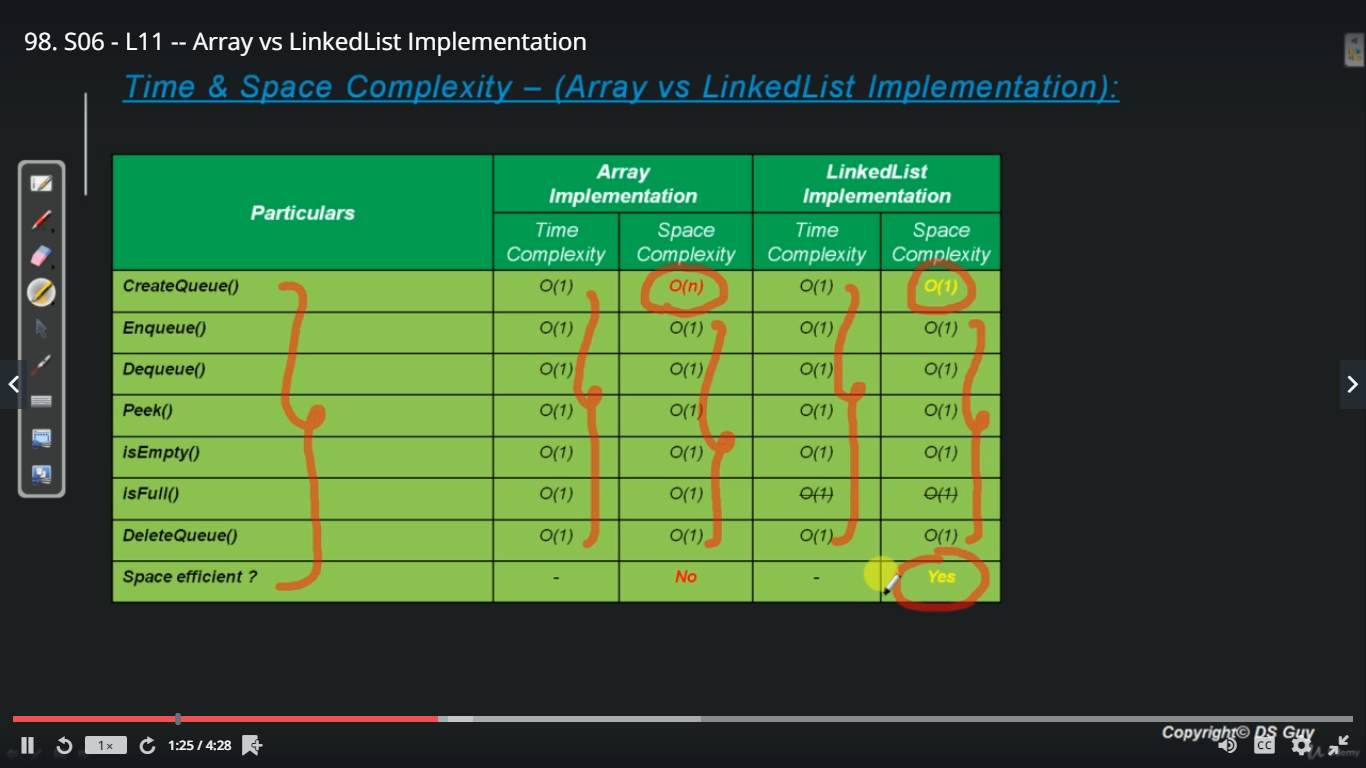 98. S06 - L11 -- Array vs LinkedList Implementation
Time & Space Complexity – (Array vs LinkedList Implementation):
Particulars
Array
Implementation
LinkedList
Implementation
Time
Complexity
Space
Complexity
Time
Complexity
Space
Complexity
CreateQueue() O(1) O(n) O(1) O(1)
Enqueue() O(1) O(1) O(1) O(1)
Dequeue() O(1) O(1) O(1) O(1)
Peek() O(1) O(1) O(1) O(1)
isEmpty() O(1) O(1) O(1) O(1)
isFull() O(1) O(1) O(1) O(1)
DeleteQueue() O(1) O(1) O(1) O(1)
Space efficient ? - No - Yes
Copyright© DS Guy
1x 1:25 / 4:28 CC